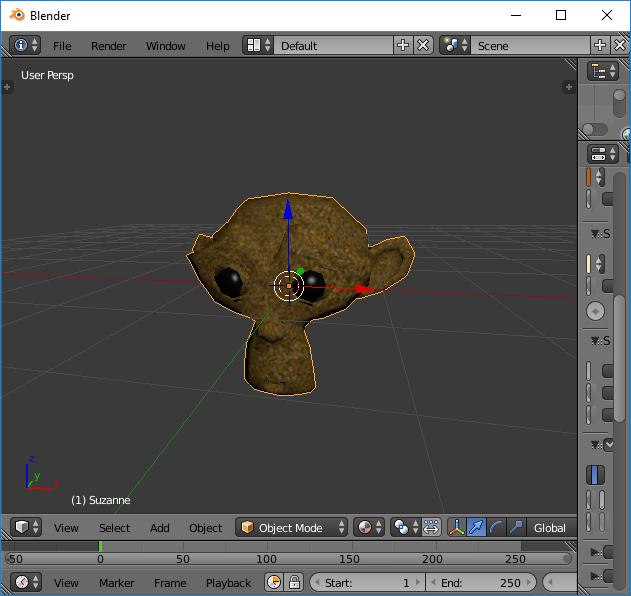 Blender
File Render Window Help Default Scene
User Persp
S
S
z
y
x
(1) Suzanne
View Select Add Object Object Mode Global
-50 0 50 100 150 200 250
View Marker Frame Playback Start: 1 End: 250